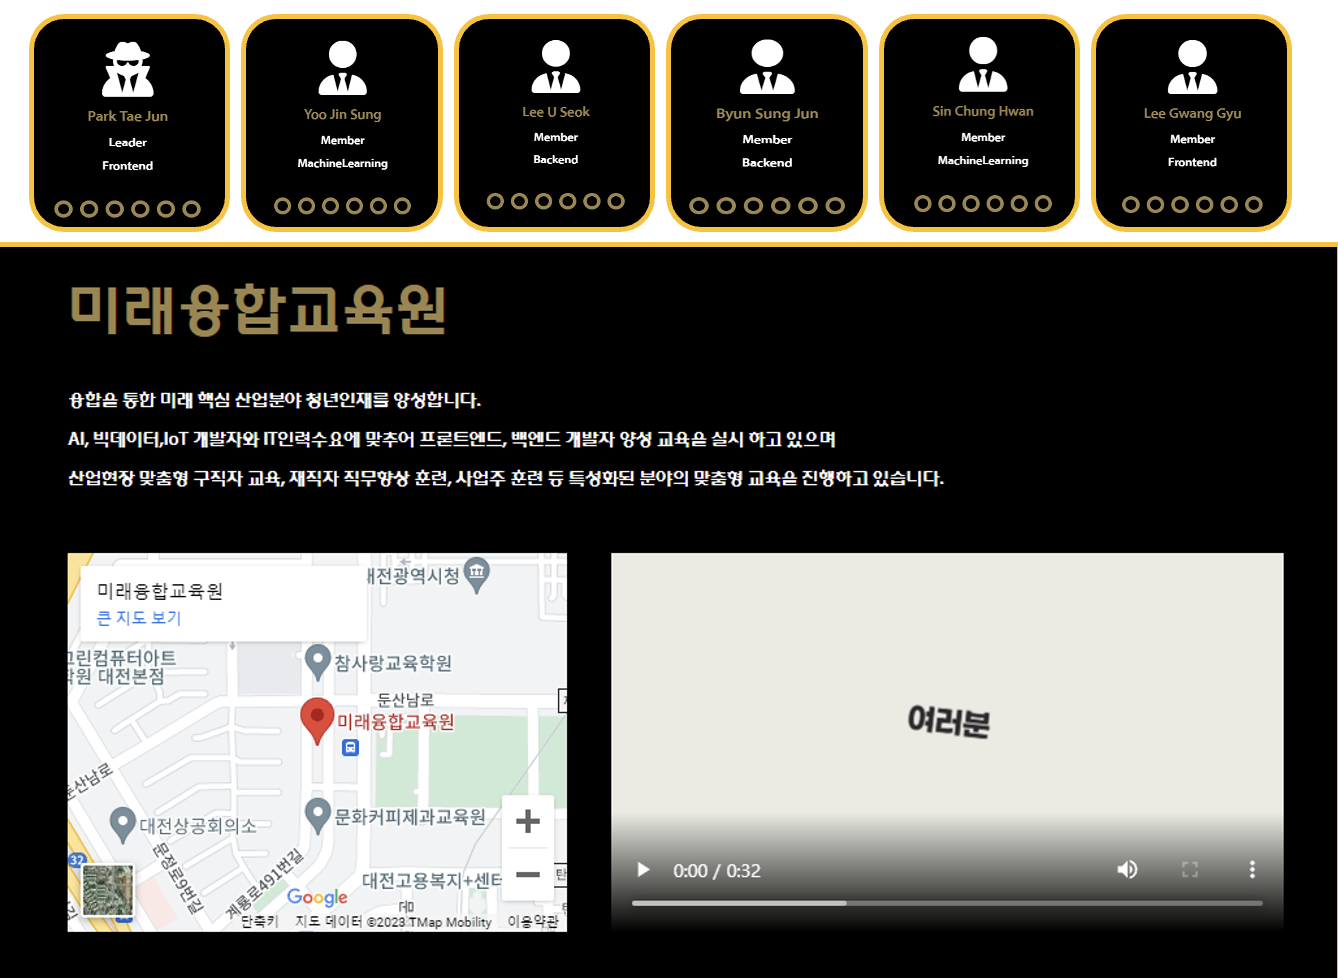 Park Tae Jun
Leader
Frontend
Yoo Jin Sung
Member
MachineLearning
Lee U Seok
Member
Backend
Byun Sung Jun
Member
Backend
Sin Chung Hwan
Member
MachineLearning
Lee Gwang Gyu
Member
Frontend
미래융합교육원
융합을 통한 미래 핵심 산업분야 청년인재를 양성합니다.
AI, 빅데이터,IoT 개발자와 IT인력수요에 맞추어 프론트엔드, 백엔드 개발자 양성 교육을 실시 하고 있으며
산업현장 맞춤형 구직자 교육, 재직자 직무향상 훈련, 사업주 훈련 등 특성화된 분야의 맞춤형 교육을 진행하고 있습니다.
미래융합교육원
큰 지도 보기
대전광역시청
그린컴퓨터아트
학원 대전본점
참사랑교육학원
둔산남로
미래융합교육원
둔산남로
문화커피제과교육원
대전상공회의소
32
문정로9번길
계룡로491번길
대전고용복지+센터
Google
단축키
지도 데이터 ©2023 TMap Mobility
이용약관
여러분
0:00 / 0:32